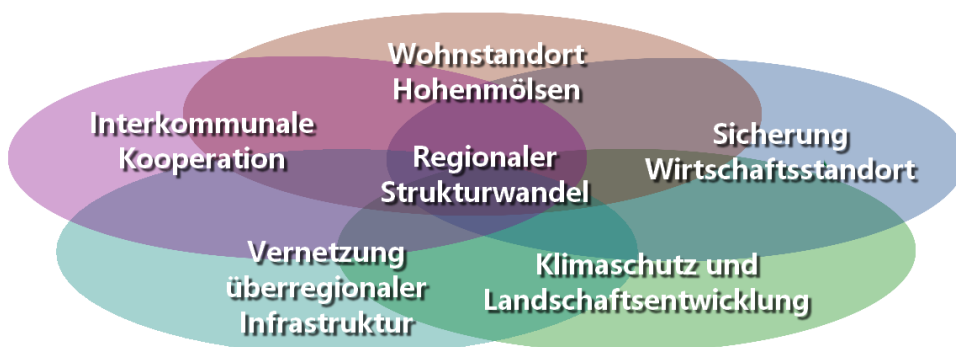 Wohnstandort
Hohenmölsen
Interkommunale
Kooperation
Regionaler
Strukturwandel
Sicherung
Wirtschaftsstandort
Vernetzung
überregionaler
Infrastruktur
Klimaschutz und
Landschaftsentwicklung